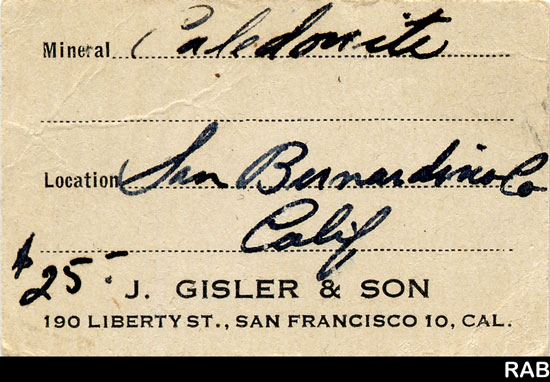 Mineral Caledonite
Location San Bernardino Co
Calif
$25.-
J. GISLER & SON
190 LIBERTY ST., SAN FRANCISCO 10, CAL.
RAB